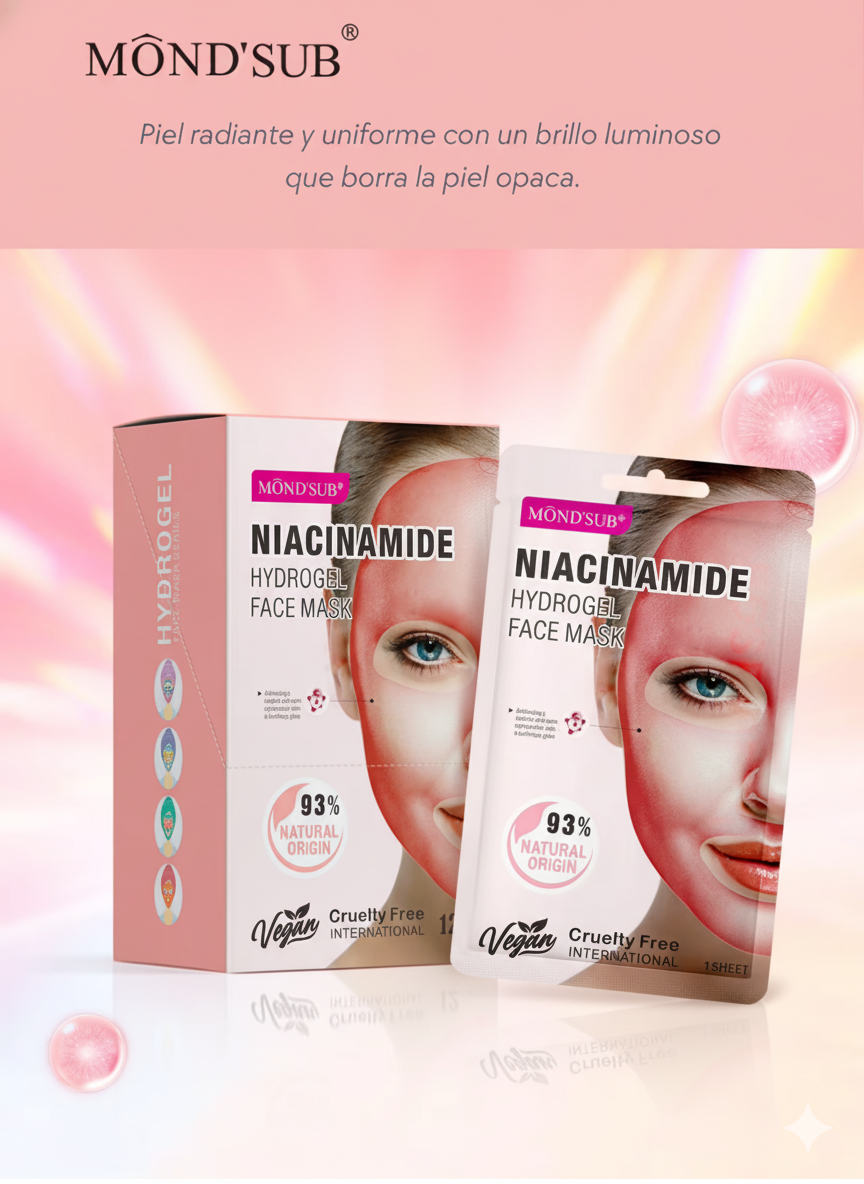 MÔND'SUB®
Piel radiante y uniforme con un brillo luminoso
que borra la piel opaca.
HYDROGEL
MÔND'SUB
NIACINAMIDE
HYDROGEL
FACE MASK
93%
NATURAL
ORIGIN
Vegan
Cruelty Free
INTERNATIONAL
12
MÔND'SUB
NIACINAMIDE
HYDROGEL
FACE MASK
93%
NATURAL
ORIGIN
Vegan
Cruelty Free
INTERNATIONAL
1 SHEET